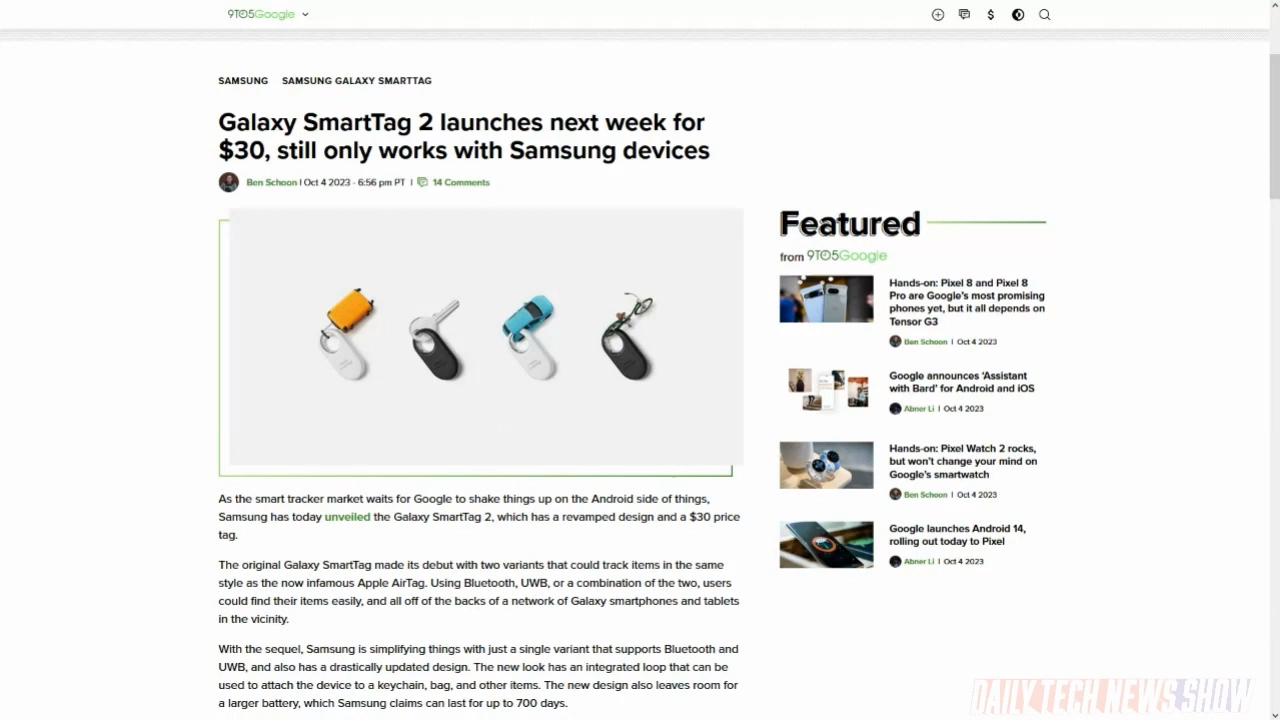 9TO5Google
SAMSUNG SAMSUNG GALAXY SMARTTAG
Galaxy SmartTag 2 launches next week for
$30, still only works with Samsung devices
Ben Schoon | Oct 4 2023 - 6:56 pm PT | 14 Comments
As the smart tracker market waits for Google to shake things up on the Android side of things,
Samsung has today unveiled the Galaxy SmartTag 2, which has a revamped design and a $30 price
tag.
The original Galaxy SmartTag made its debut with two variants that could track items in the same
style as the now infamous Apple AirTag. Using Bluetooth, UWB, or a combination of the two, users
could find their items easily, and all off of the backs of a network of Galaxy smartphones and tablets
in the vicinity.
With the sequel, Samsung is simplifying things with just a single variant that supports Bluetooth and
UWB, and also has a drastically updated design. The new look has an integrated loop that can be
used to attach the device to a keychain, bag, and other items. The new design also leaves room for
a larger battery, which Samsung claims can last for up to 700 days.
Featured
from 9TO5Google
Hands-on: Pixel 8 and Pixel 8
Pro are Google's most promising
phones yet, but it all depends on
Tensor G3
Ben Schoon | Oct 4 2023
Google announces 'Assistant
with Bard' for Android and iOS
Abner Li | Oct 4 2023
Hands-on: Pixel Watch 2 rocks,
but won't change your mind on
Google's smartwatch
Ben Schoon | Oct 4 2023
Google launches Android 14,
rolling out today to Pixel
Abner Li | Oct 4 2023
DAILY TECH NEWS SHOW